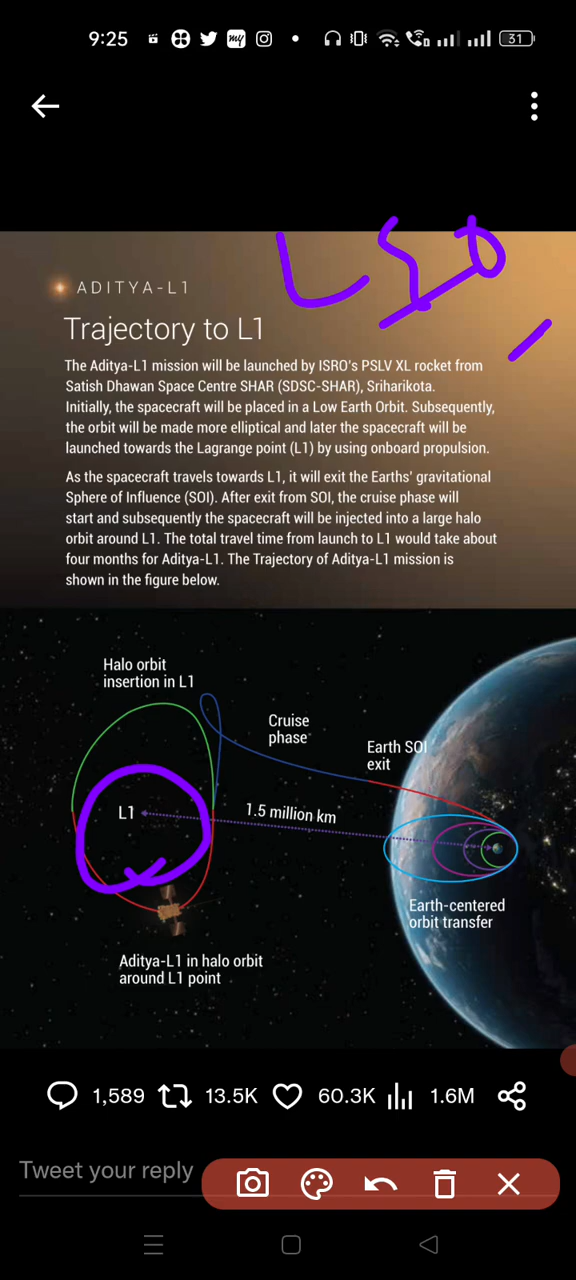 9:25
my
31
ADITYA-L1
Trajectory to L1
The Aditya-L1 mission will be launched by ISRO's PSLV XL rocket from
Satish Dhawan Space Centre SHAR (SDSC-SHAR), Sriharikota.
Initially, the spacecraft will be placed in a Low Earth Orbit. Subsequently,
the orbit will be made more elliptical and later the spacecraft will be
launched towards the Lagrange point (L1) by using onboard propulsion.
As the spacecraft travels towards L1, it will exit the Earths' gravitational
Sphere of Influence (SOI). After exit from SOI, the cruise phase will
start and subsequently the spacecraft will be injected into a large halo
orbit around L1. The total travel time from launch to L1 would take about
four months for Aditya-L1. The Trajectory of Aditya-L1 mission is
shown in the figure below.
Halo orbit
insertion in L1
Cruise
phase
Earth SOI
exit
L1
1.5 million km
Earth-centered
orbit transfer
Aditya-L1 in halo orbit
around L1 point
1,589
13.5K
60.3K
1.6M
Tweet your reply